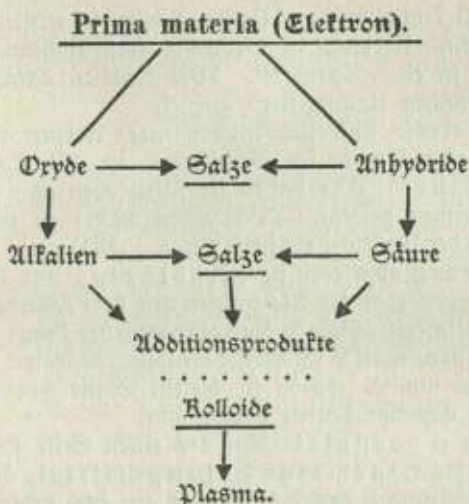 Prima materia (Elektron).
Oxyde Salze Anhydride
Alkalien Salze Säure
Additionsprodukte
. . . . . . . .
Kolloide
Plasma.